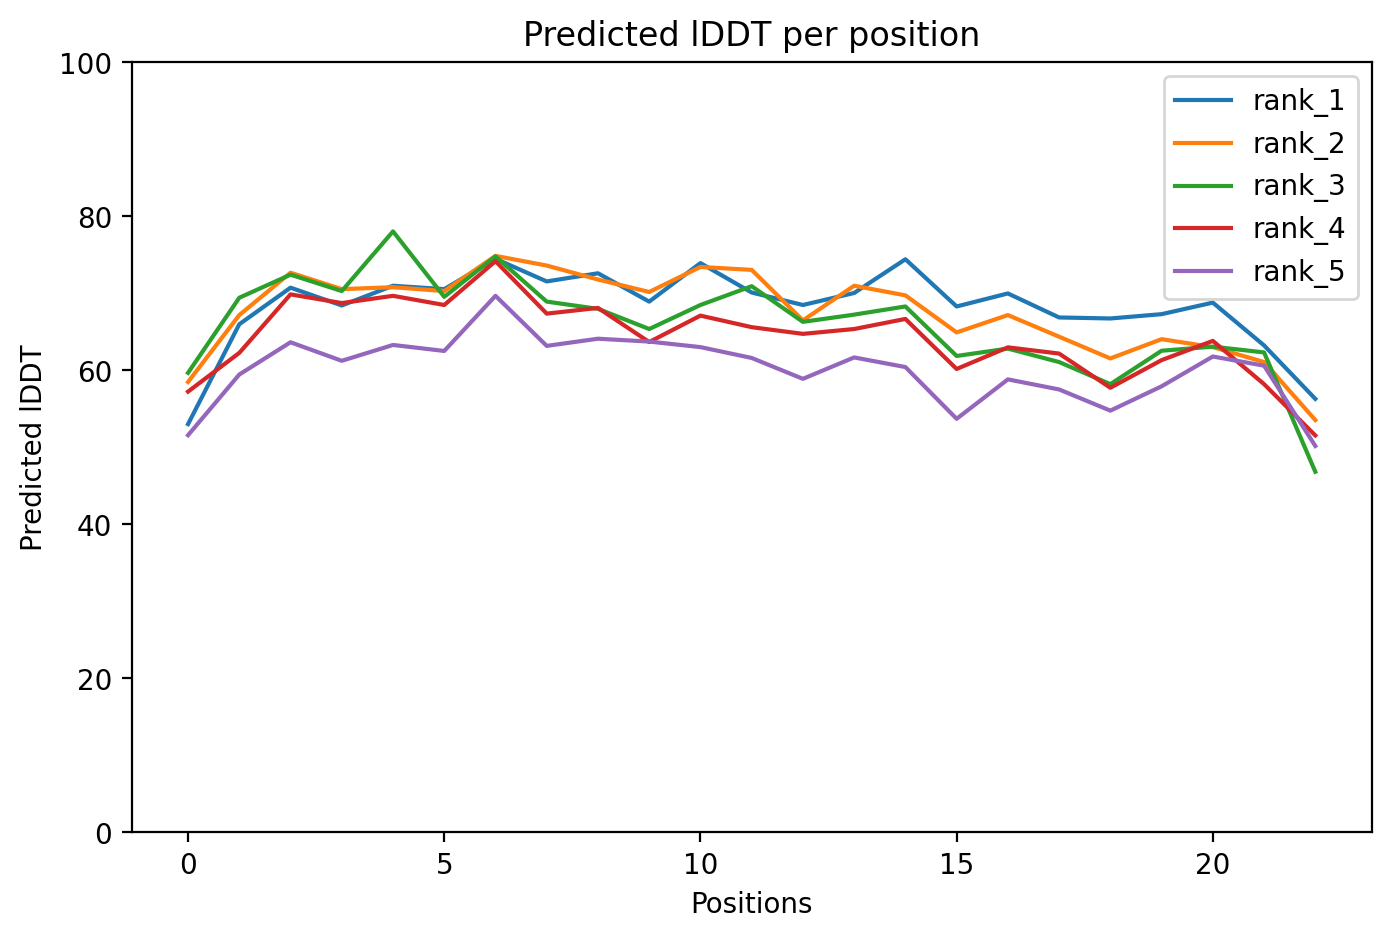 Predicted lDDT per position
100
80
60
40
20
0
Predicted lDDT
0 5 10 15 20
Positions
rank_1
rank_2
rank_3
rank_4
rank_5